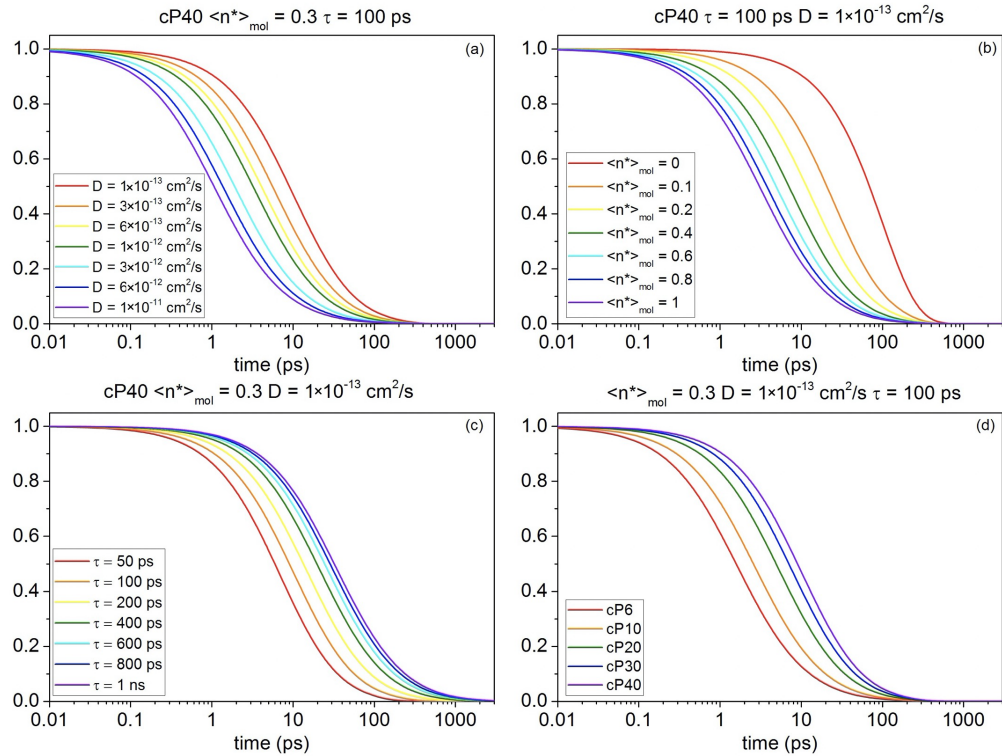 cP40 <n*>mol = 0.3 τ = 100 ps
(a)
1.0
0.8
0.6
0.4
0.2
0.0
D = 1×10⁻¹³ cm²/s
D = 3×10⁻¹³ cm²/s
D = 6×10⁻¹³ cm²/s
D = 1×10⁻¹² cm²/s
D = 3×10⁻¹² cm²/s
D = 6×10⁻¹² cm²/s
D = 1×10⁻¹¹ cm²/s
0.01 0.1 1 10 100 1000
time (ps)
cP40 τ = 100 ps D = 1×10⁻¹³ cm²/s
(b)
1.0
0.8
0.6
0.4
0.2
0.0
<n*>mol = 0
<n*>mol = 0.1
<n*>mol = 0.2
<n*>mol = 0.4
<n*>mol = 0.6
<n*>mol = 0.8
<n*>mol = 1
0.01 0.1 1 10 100 1000
time (ps)
cP40 <n*>mol = 0.3 D = 1×10⁻¹³ cm²/s
(c)
1.0
0.8
0.6
0.4
0.2
0.0
τ = 50 ps
τ = 100 ps
τ = 200 ps
τ = 400 ps
τ = 600 ps
τ = 800 ps
τ = 1 ns
0.01 0.1 1 10 100 1000
time (ps)
<n*>mol = 0.3 D = 1×10⁻¹³ cm²/s τ = 100 ps
(d)
1.0
0.8
0.6
0.4
0.2
0.0
cP6
cP10
cP20
cP30
cP40
0.01 0.1 1 10 100 1000
time (ps)